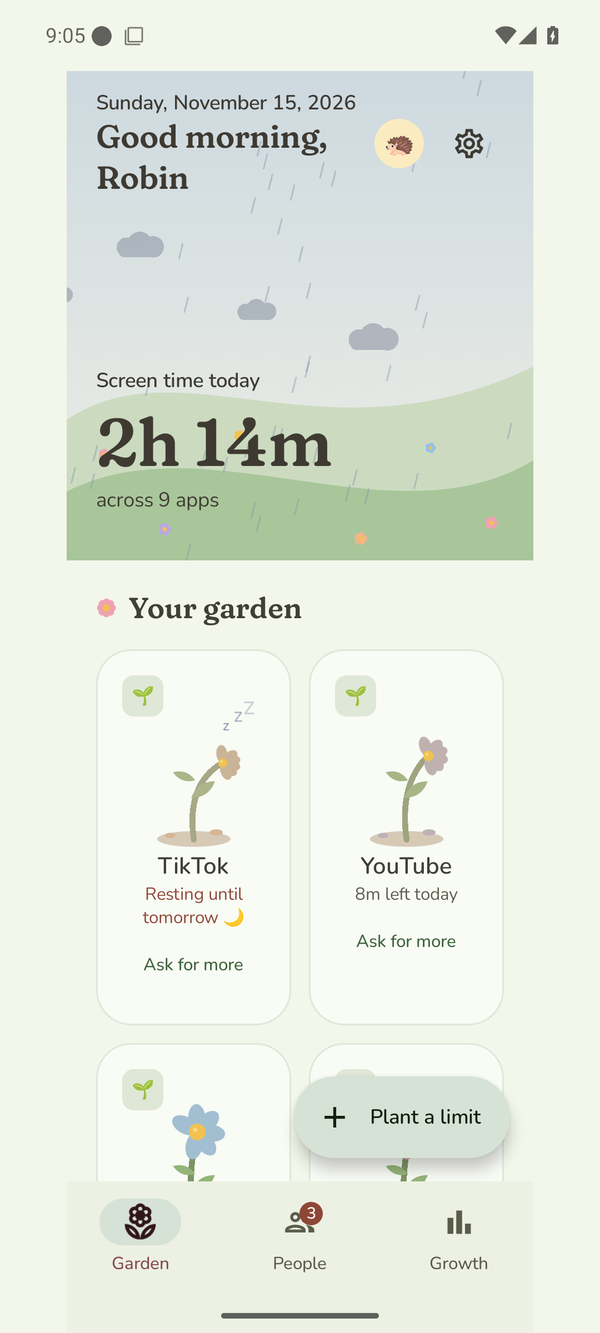 9:05
Sunday, November 15, 2026
Good morning,
Robin
Screen time today
2h 14m
across 9 apps
Your garden
z z Z
TikTok
Resting until
tomorrow 🌙
Ask for more
YouTube
8m left today
Ask for more
+ Plant a limit
Garden
3
People
Growth